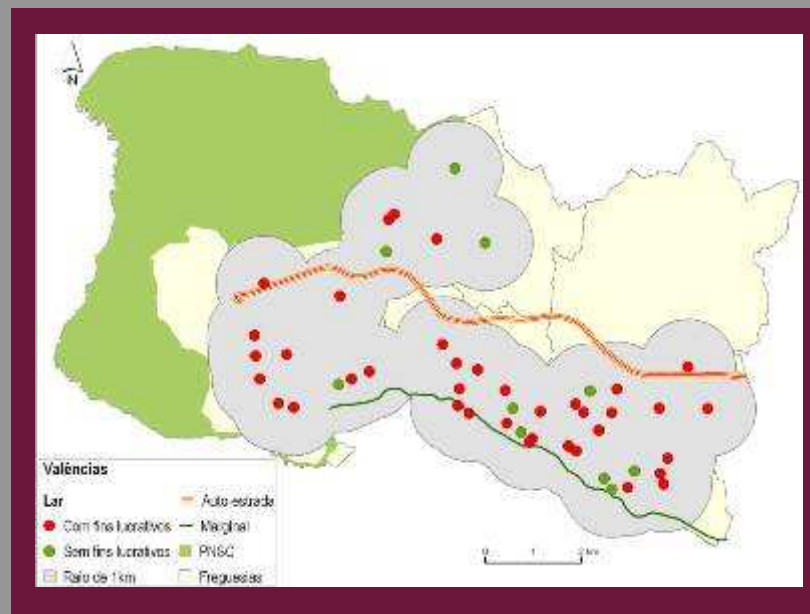 N
Valências
Lar
Com fins lucrativos
Sem fins lucrativos
Raio de 1km
Auto-estrada
Marginal
PNSC
Freguesias
0 1 2 km